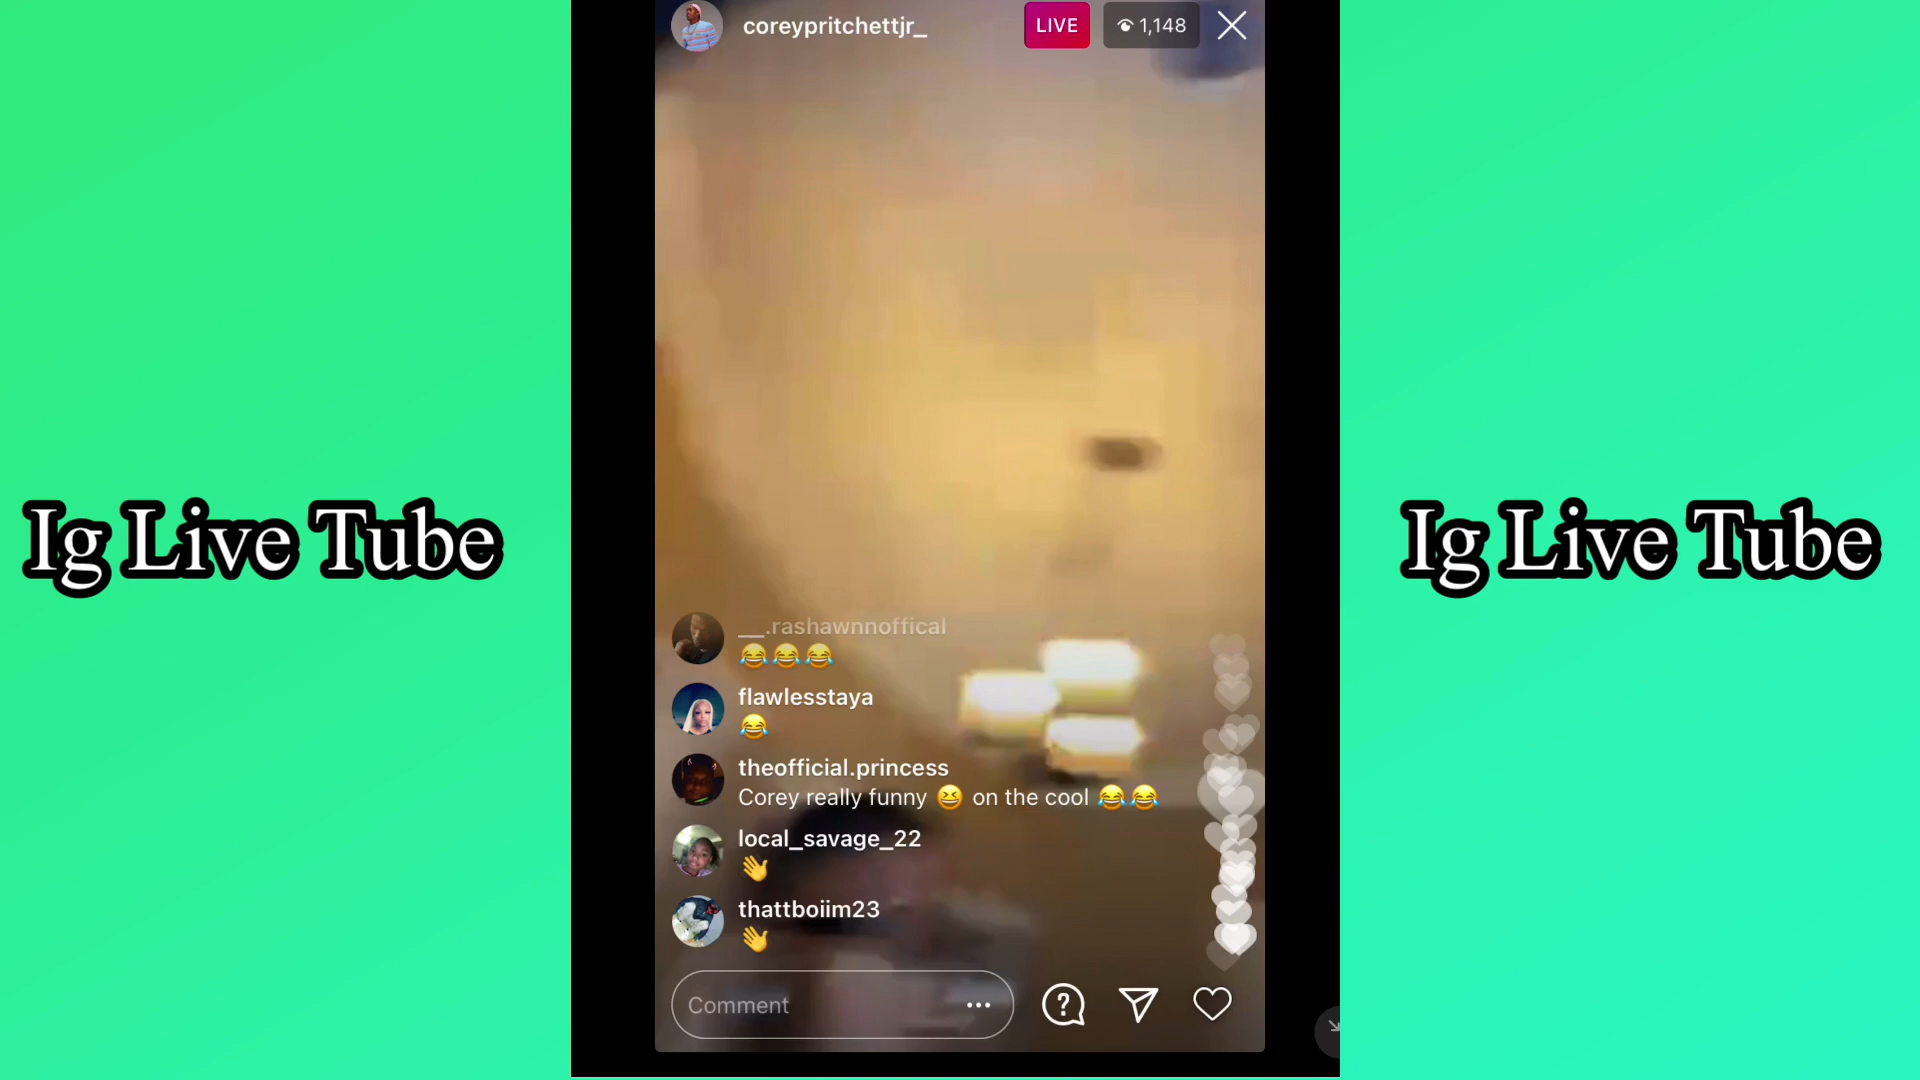 coreypritchettjr_
LIVE
1,148
Ig Live Tube
Ig Live Tube
__.rashawnnoffical
😂😂😂
flawlesstaya
😂
theofficial.princess
Corey really funny 😆 on the cool 😂😂
local_savage_22
👋
thattboiim23
👋
Comment